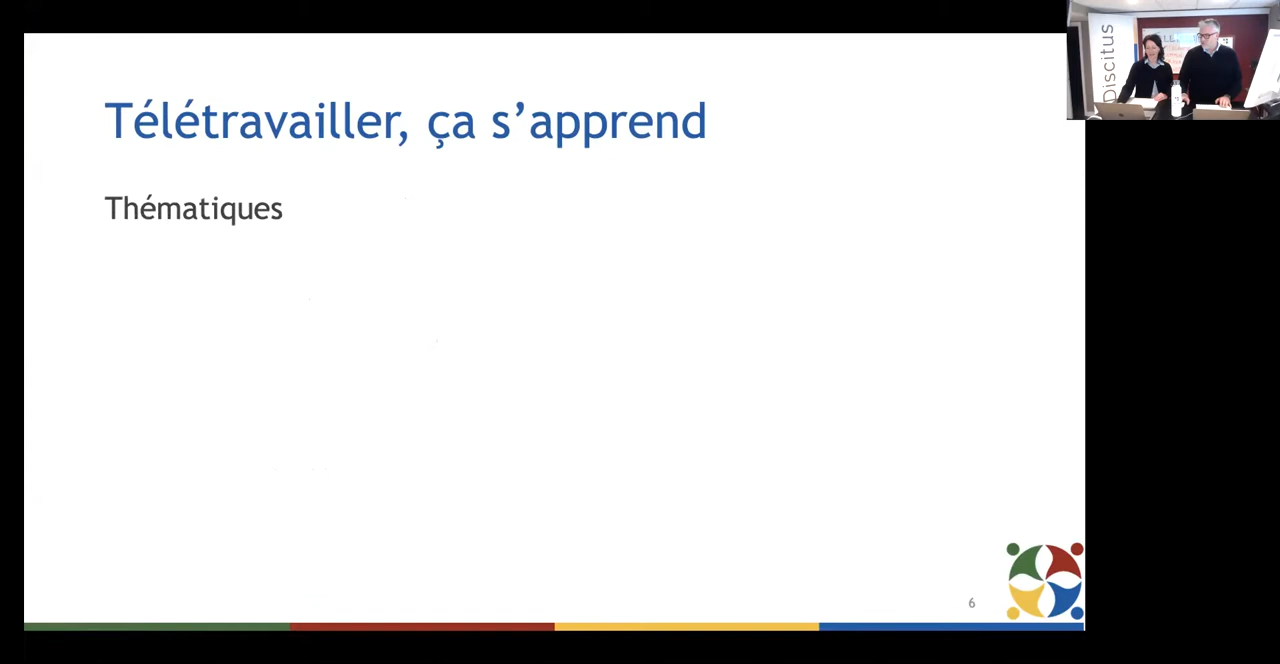 Télétravailler, ça s’apprend
Thématiques
6
Discitus